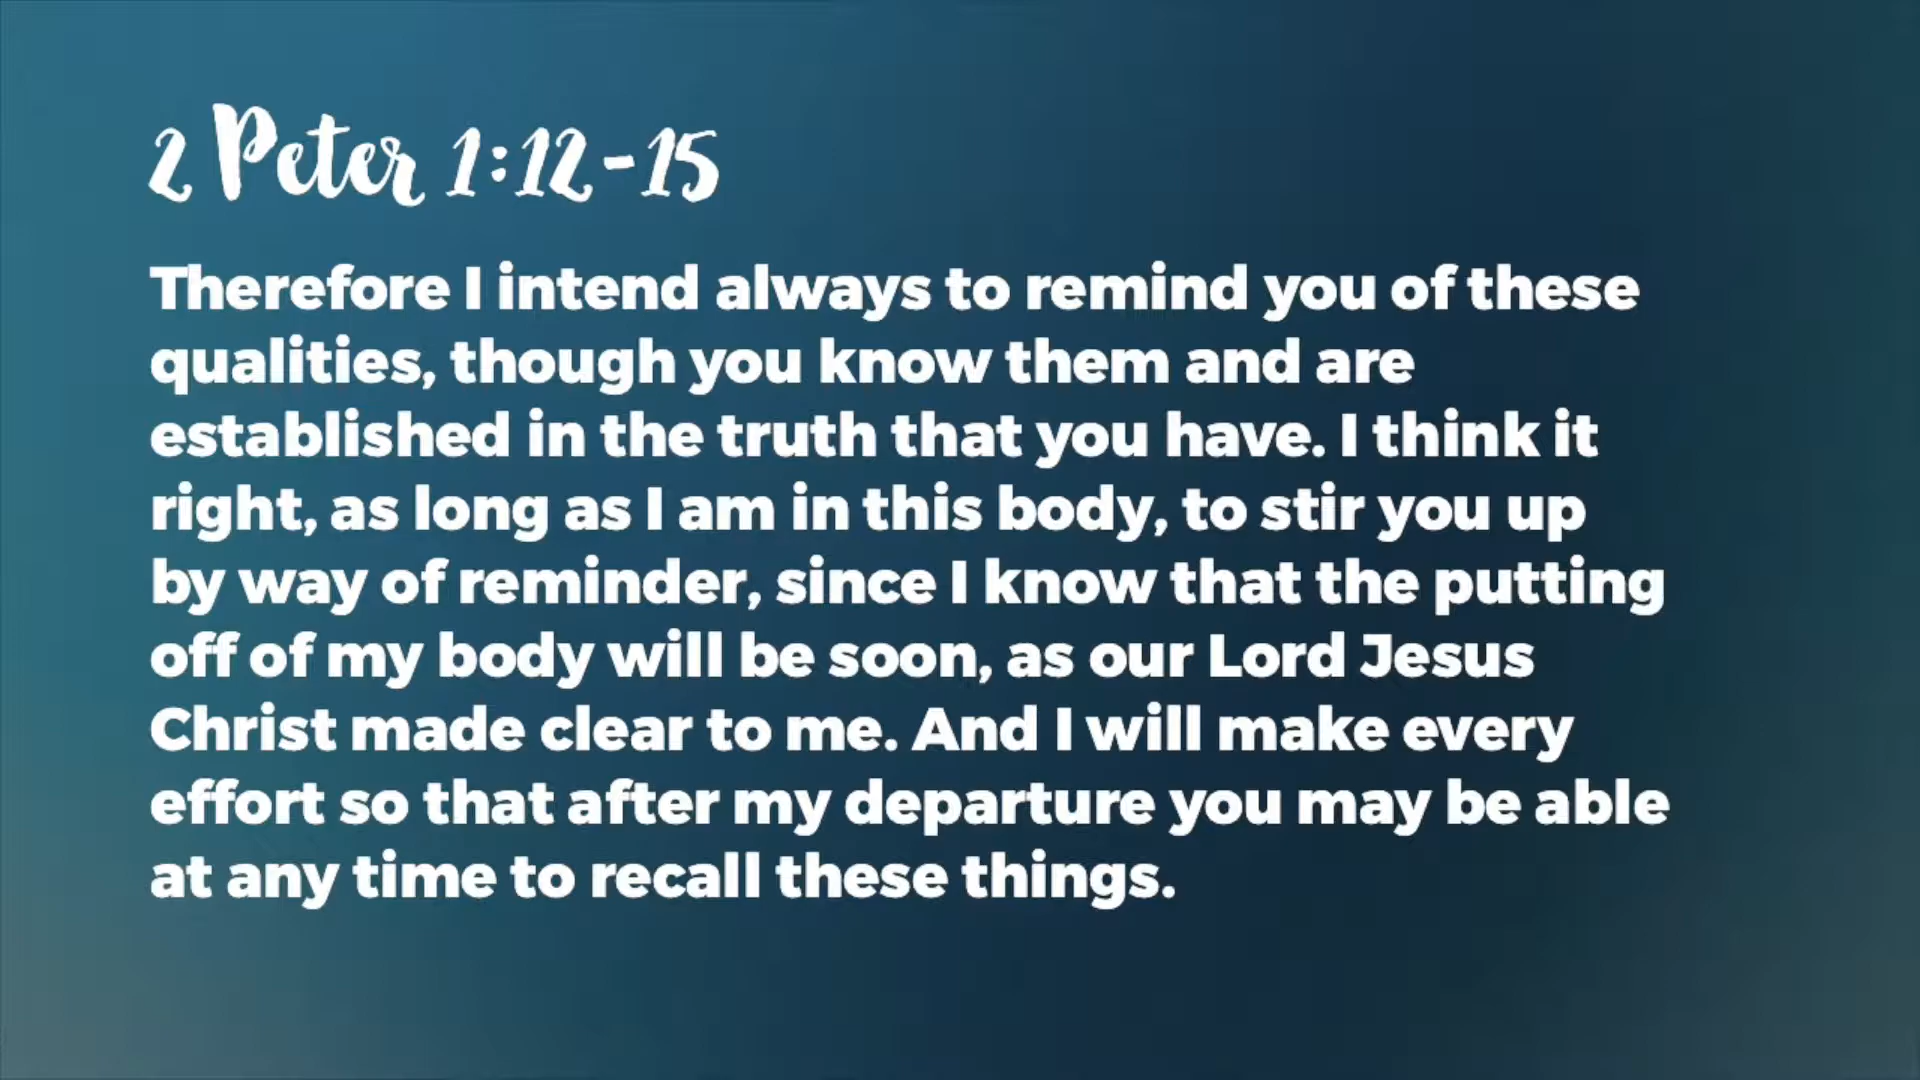 2 Peter 1:12-15
Therefore I intend always to remind you of these
qualities, though you know them and are
established in the truth that you have. I think it
right, as long as I am in this body, to stir you up
by way of reminder, since I know that the putting
off of my body will be soon, as our Lord Jesus
Christ made clear to me. And I will make every
effort so that after my departure you may be able
at any time to recall these things.